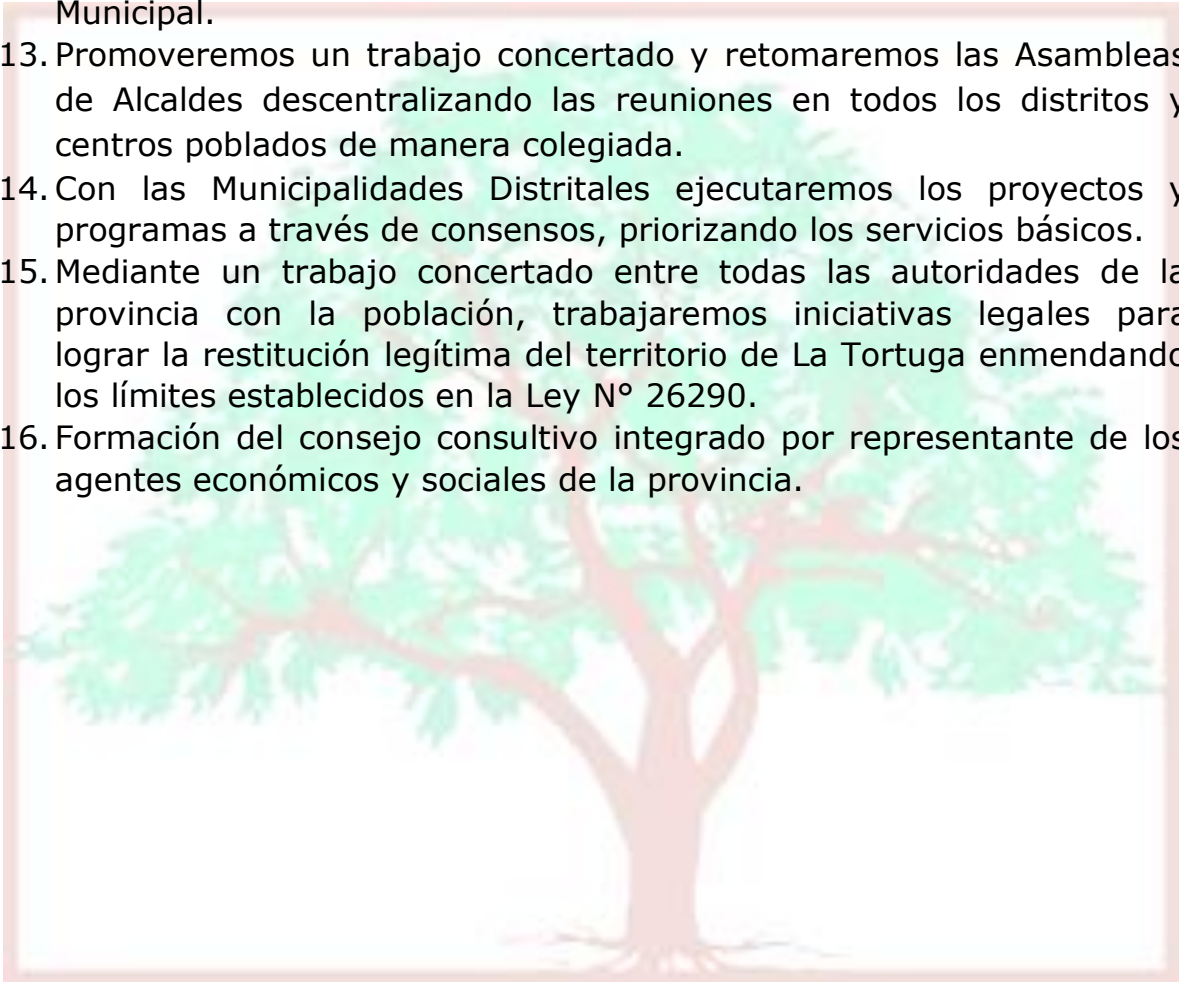 Municipal.
13. Promoveremos un trabajo concertado y retomaremos las Asambleas
de Alcaldes descentralizando las reuniones en todos los distritos y
centros poblados de manera colegiada.
14. Con las Municipalidades Distritales ejecutaremos los proyectos y
programas a través de consensos, priorizando los servicios básicos.
15. Mediante un trabajo concertado entre todas las autoridades de la
provincia con la población, trabajaremos iniciativas legales para
lograr la restitución legítima del territorio de La Tortuga enmendando
los límites establecidos en la Ley N° 26290.
16. Formación del consejo consultivo integrado por representante de los
agentes económicos y sociales de la provincia.